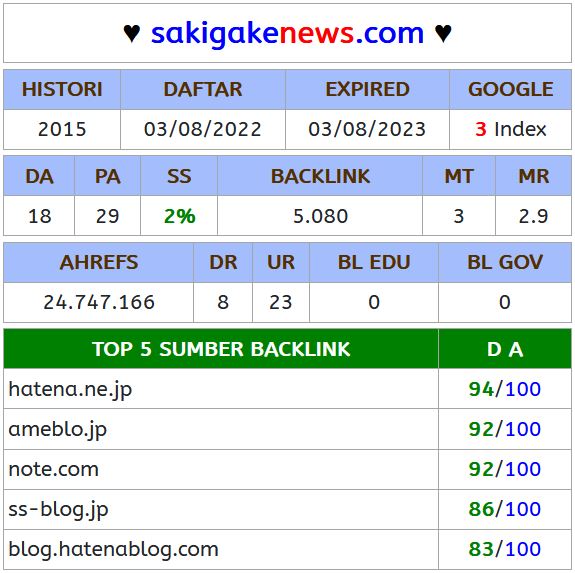 ♥ sakigakenews.com ♥
HISTORI DAFTAR EXPIRED GOOGLE
2015 03/08/2022 03/08/2023 3 Index
DA PA SS BACKLINK MT MR
18 29 2% 5.080 3 2.9
AHREFS DR UR BL EDU BL GOV
24.747.166 8 23 0 0
TOP 5 SUMBER BACKLINK D A
hatena.ne.jp 94/100
ameblo.jp 92/100
note.com 92/100
ss-blog.jp 86/100
blog.hatenablog.com 83/100